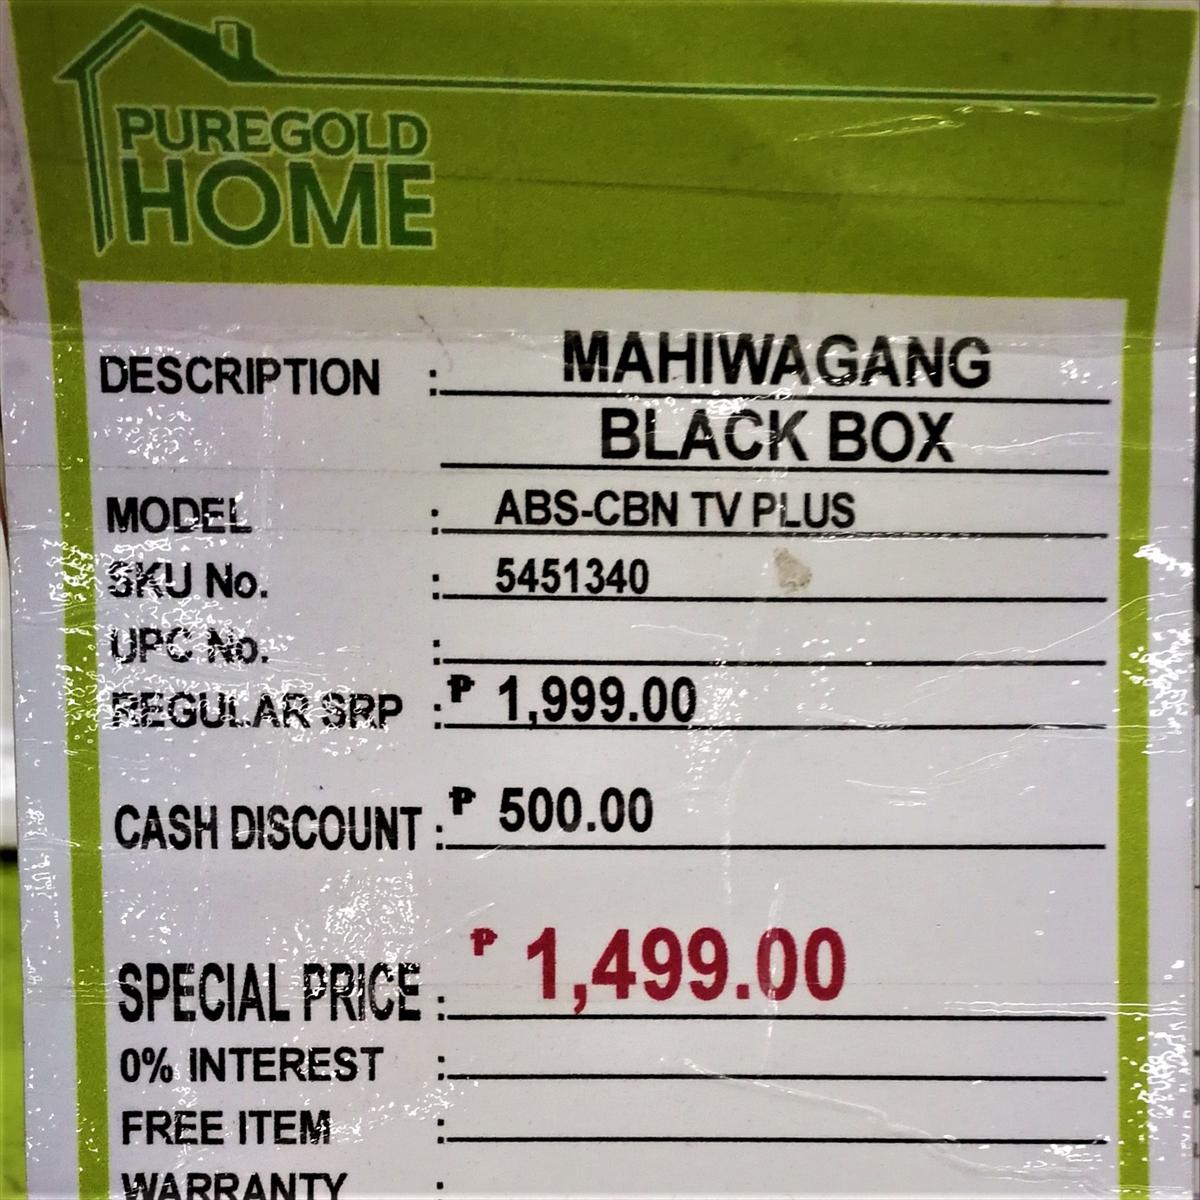 PUREGOLD
HOME
DESCRIPTION : MAHIWAGANG
BLACK BOX
MODEL : ABS-CBN TV PLUS
SKU No. : 5451340
UPC No. :
REGULAR SRP : ₱ 1,999.00
CASH DISCOUNT : ₱ 500.00
SPECIAL PRICE : ₱ 1,499.00
0% INTEREST :
FREE ITEM :
WARRANTY :